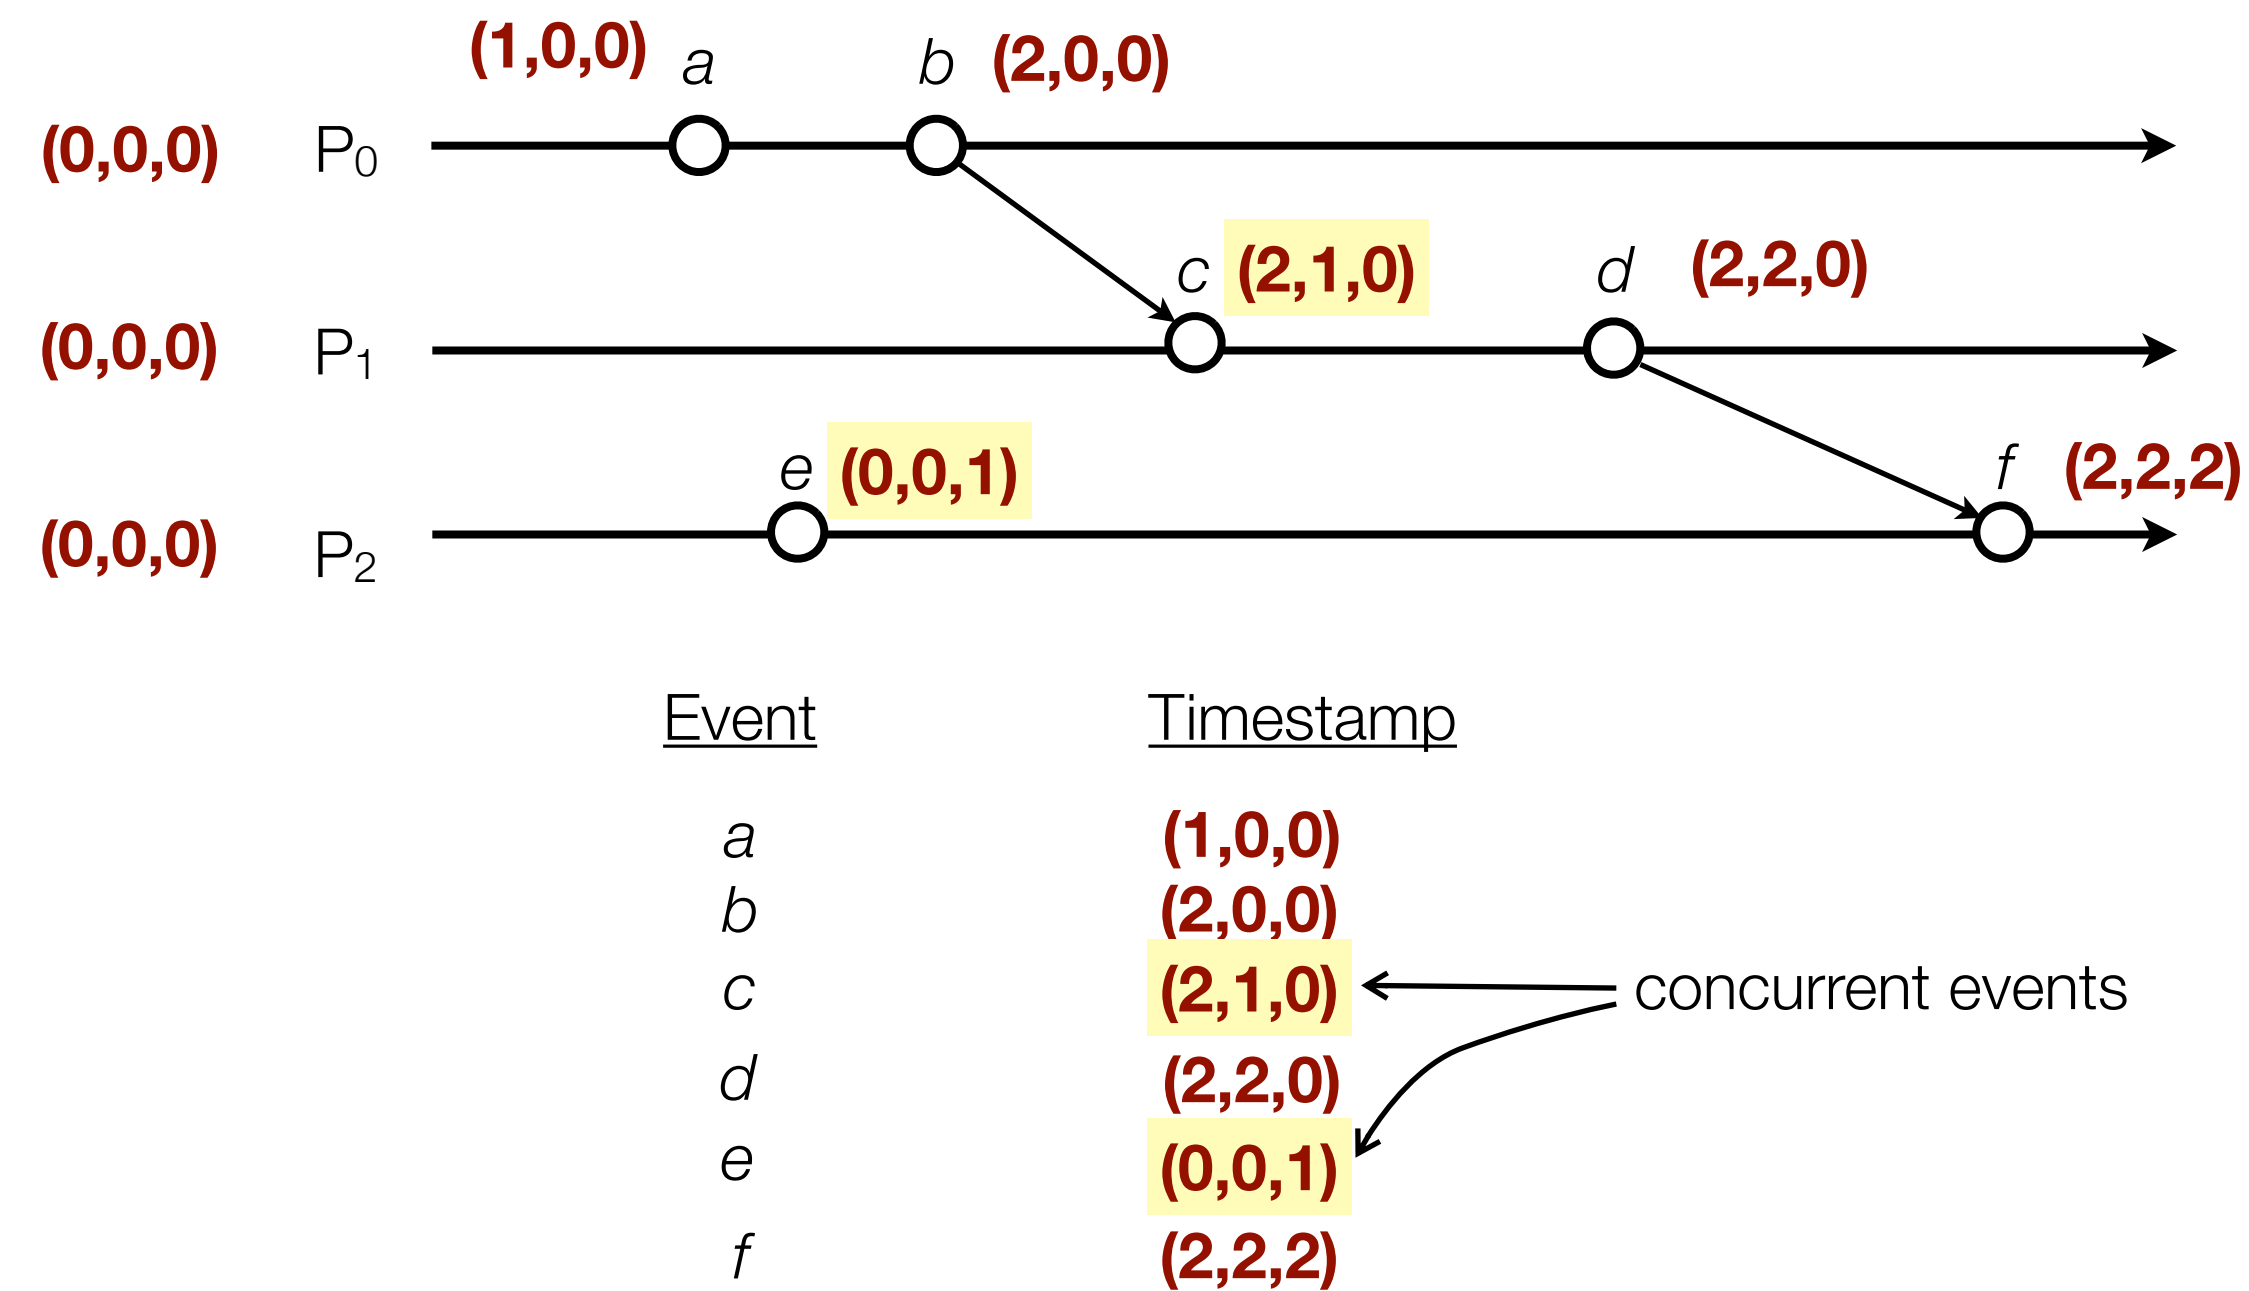 (1,0,0) a b (2,0,0)
(0,0,0) P0
c (2,1,0) d (2,2,0)
(0,0,0) P1
e (0,0,1) f (2,2,2)
(0,0,0) P2
Event Timestamp
a (1,0,0)
b (2,0,0)
c (2,1,0) concurrent events
d (2,2,0)
e (0,0,1)
f (2,2,2)